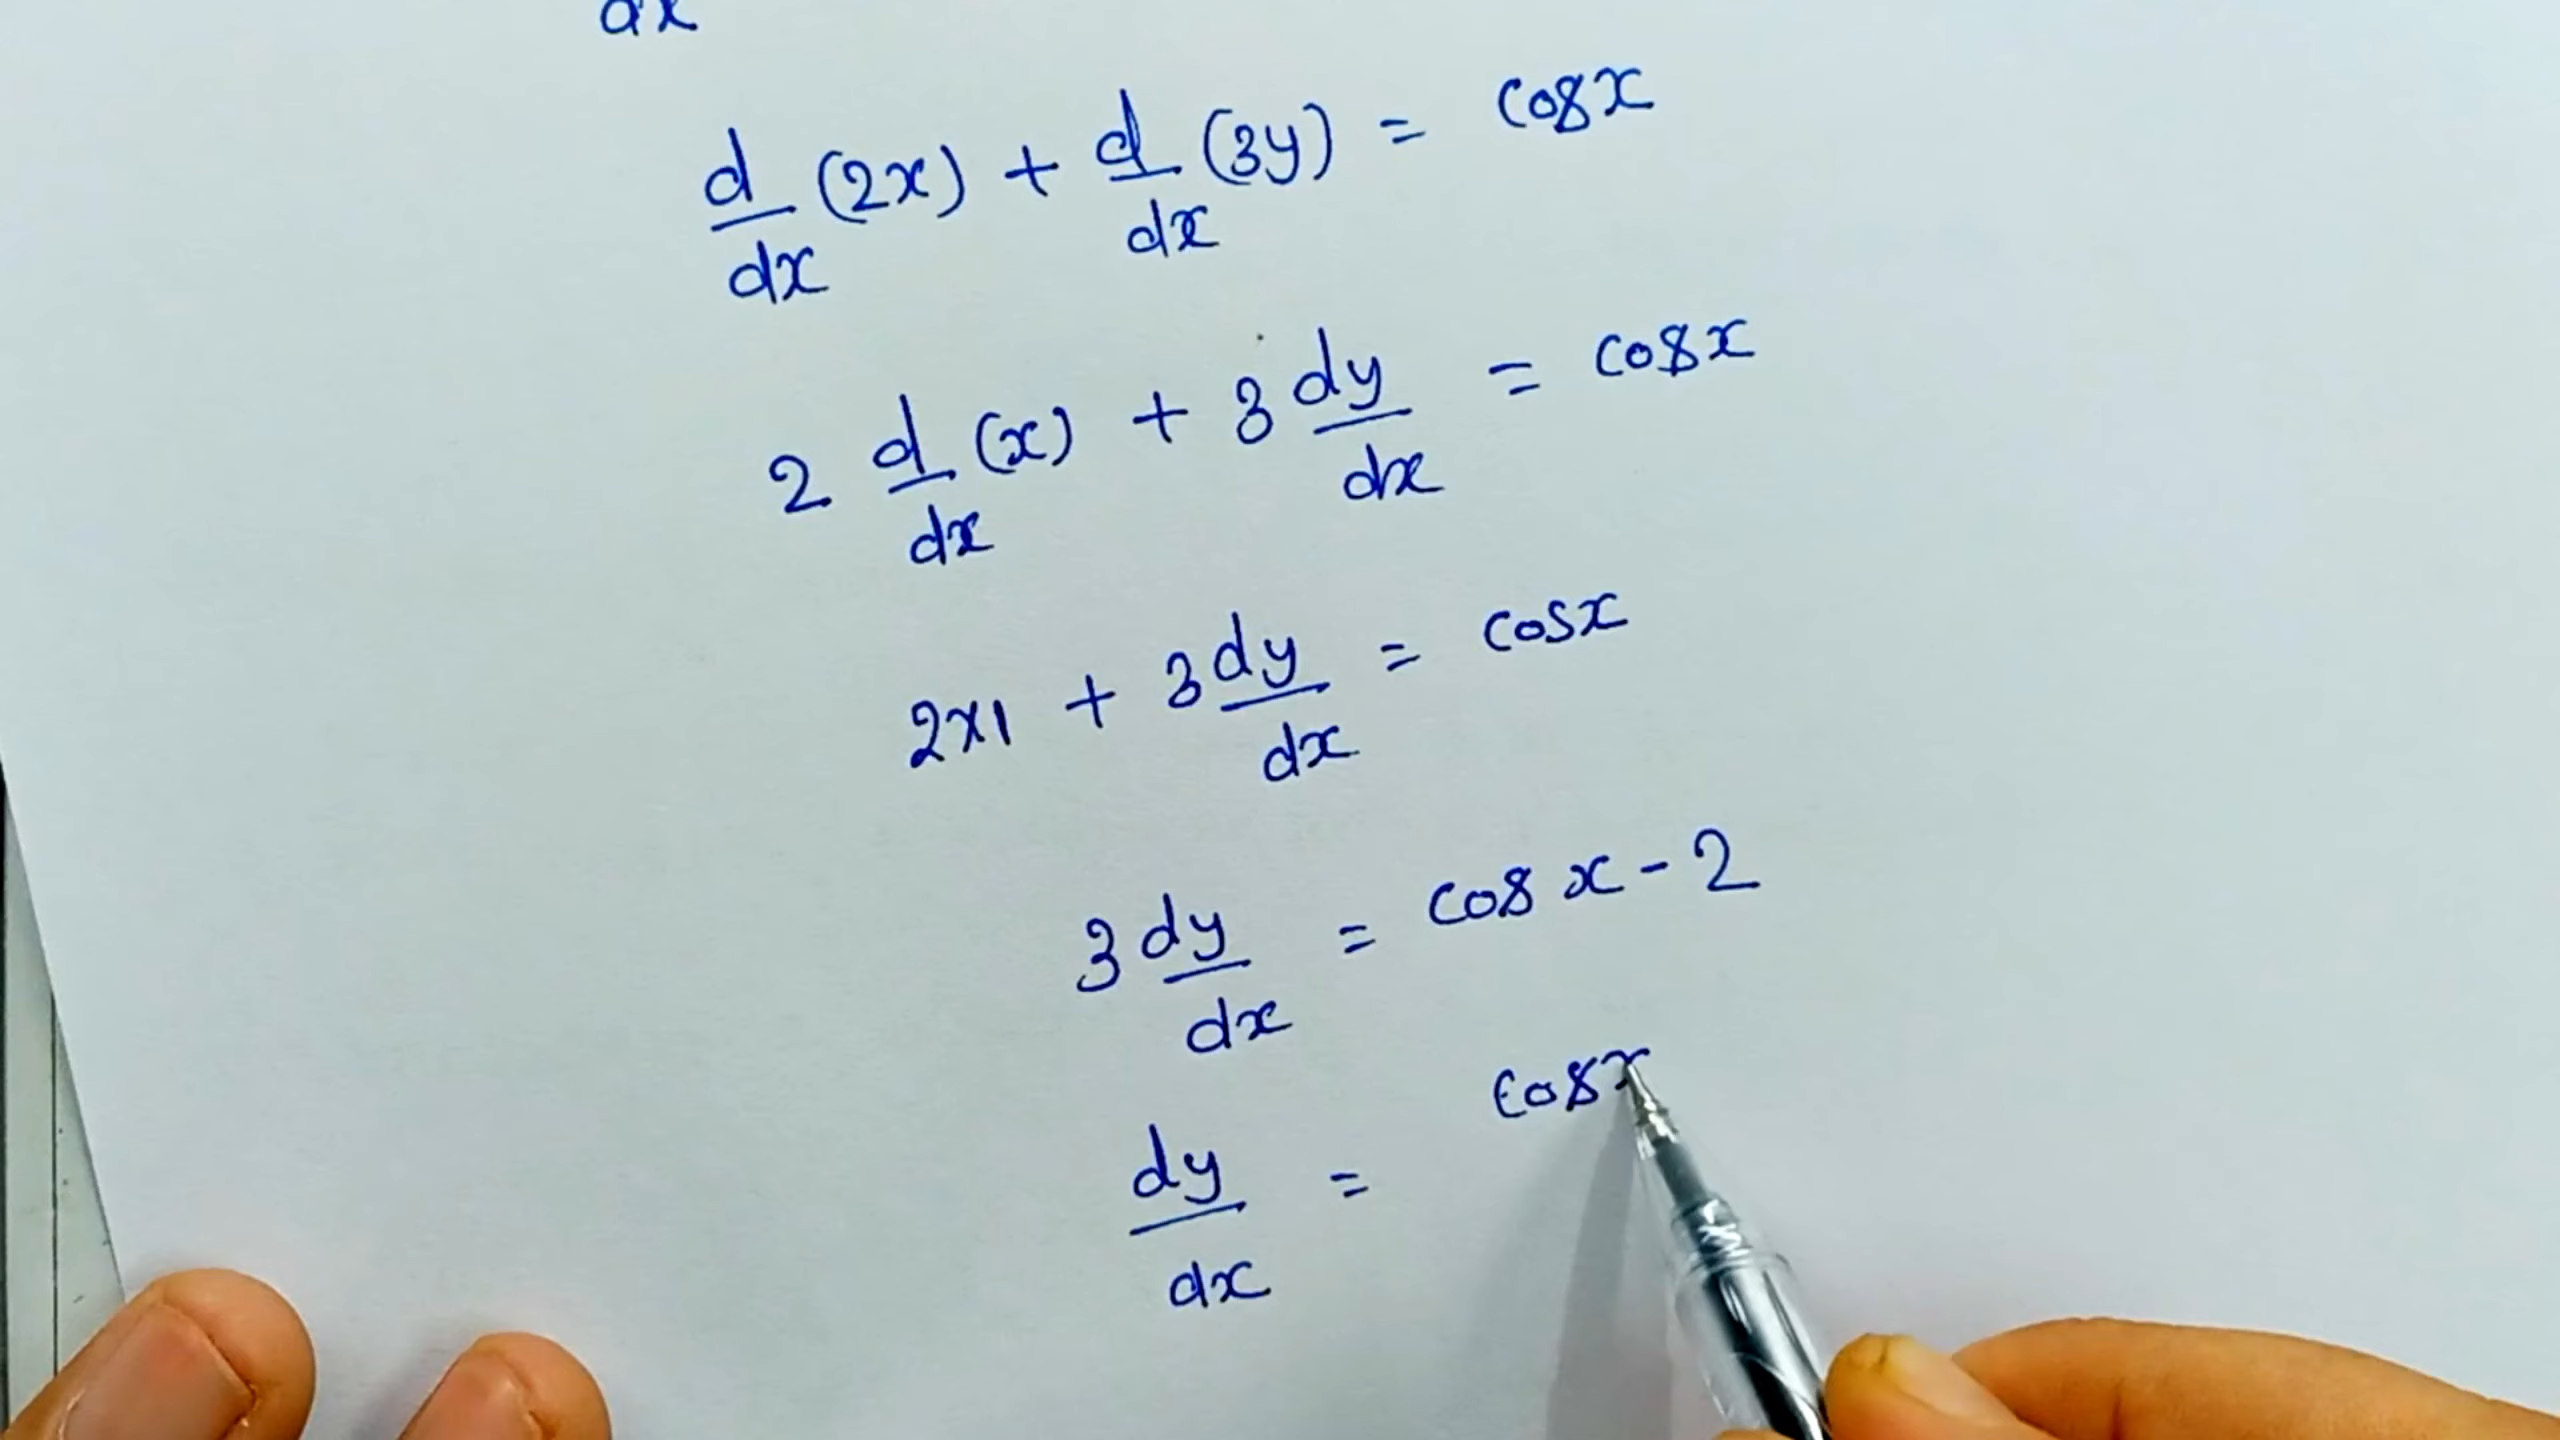 dx
d/dx (2x) + d/dx (3y) = cos x
2 d/dx (x) + 3 dy/dx = cos x
2×1 + 3 dy/dx = cos x
3 dy/dx = cos x - 2
dy/dx = cos x